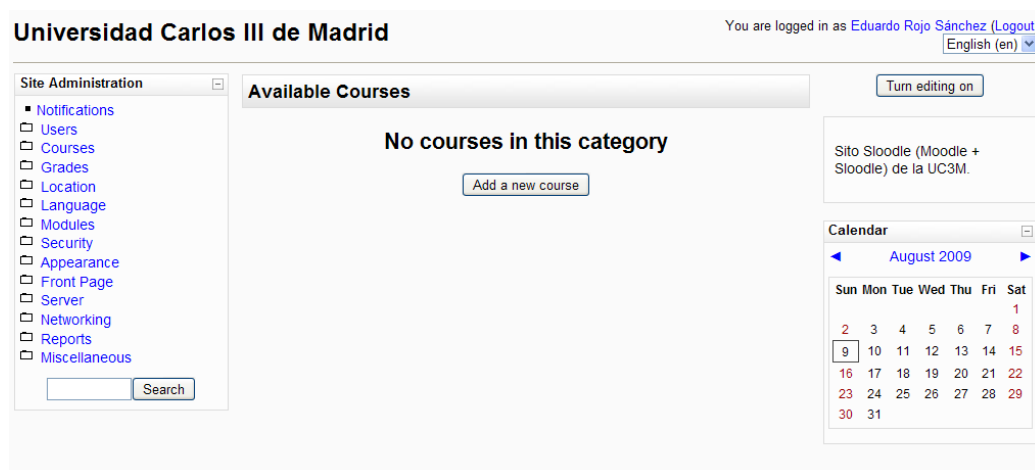 Universidad Carlos III de Madrid
You are logged in as Eduardo Rojo Sánchez (Logout
English (en)
Site Administration
Notifications
Users
Courses
Grades
Location
Language
Modules
Security
Appearance
Front Page
Server
Networking
Reports
Miscellaneous
Search
Available Courses
No courses in this category
Add a new course
Turn editing on
Sito Sloodle (Moodle +
Sloodle) de la UC3M.
Calendar
August 2009
Sun Mon Tue Wed Thu Fri Sat
1
2 3 4 5 6 7 8
9 10 11 12 13 14 15
16 17 18 19 20 21 22
23 24 25 26 27 28 29
30 31